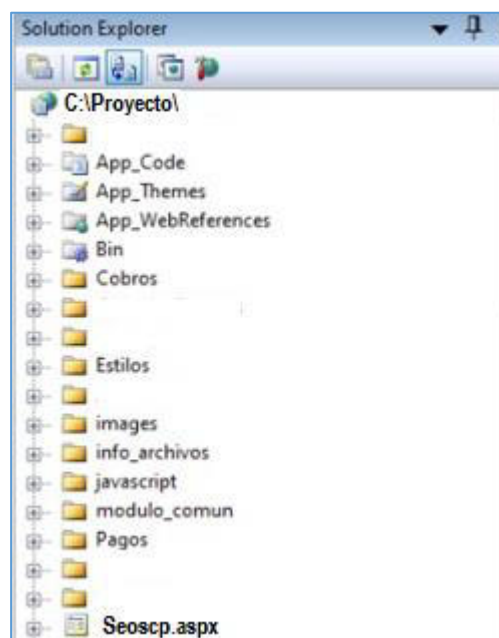 Solution Explorer
C:\Proyecto\
App_Code
App_Themes
App_WebReferences
Bin
Cobros
Estilos
images
info_archivos
javascript
modulo_comun
Pagos
Seoscp.aspx